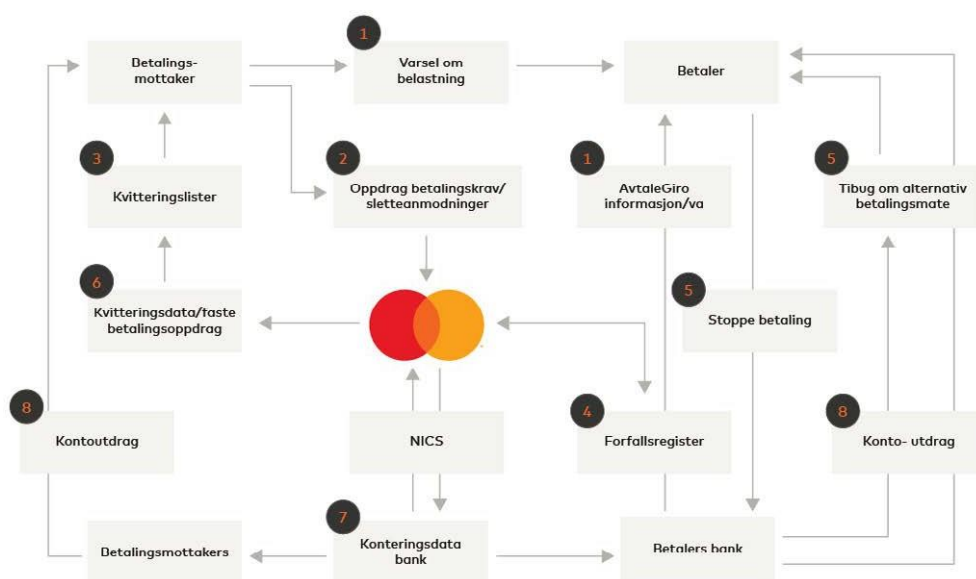 1
Betalings-
mottaker
Varsel om
belastning
Betaler
3
2
1
5
Kvitteringslister
Oppdrag betalingskrav/
sletteanmodninger
AvtaleGiro
informasjon/va
Tibug om alternativ
betalingsmate
6
5
Kvitteringsdata/faste
betalingsoppdrag
Stoppe betaling
8
4
8
Kontoutdrag
NICS
Forfallsregister
Konto- utdrag
7
Betalingsmottakers
Konteringsdata
bank
Betalers bank